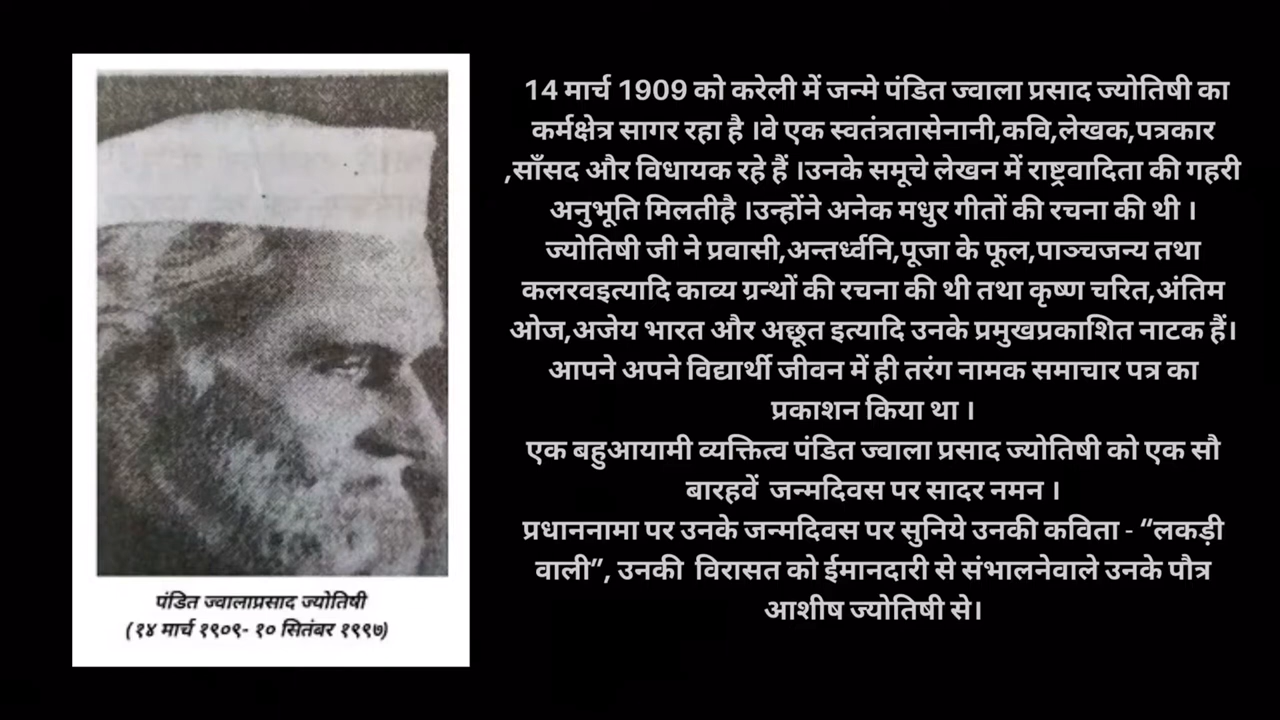 14 मार्च 1909 को करेली में जन्मे पंडित ज्वाला प्रसाद ज्योतिषी का
कर्मक्षेत्र सागर रहा है ।वे एक स्वतंत्रतासेनानी,कवि,लेखक,पत्रकार
,साँसद और विधायक रहे हैं ।उनके समूचे लेखन में राष्ट्रवादिता की गहरी
अनुभूति मिलतीहै ।उन्होंने अनेक मधुर गीतों की रचना की थी ।
ज्योतिषी जी ने प्रवासी,अन्तर्ध्वनि,पूजा के फूल,पाञ्चजन्य तथा
कलरवइत्यादि काव्य ग्रन्थों की रचना की थी तथा कृष्ण चरित,अंतिम
ओज,अजेय भारत और अछूत इत्यादि उनके प्रमुखप्रकाशित नाटक हैं।
आपने अपने विद्यार्थी जीवन में ही तरंग नामक समाचार पत्र का
प्रकाशन किया था ।
एक बहुआयामी व्यक्तित्व पंडित ज्वाला प्रसाद ज्योतिषी को एक सौ
बारहवें जन्मदिवस पर सादर नमन ।
प्रधाननामा पर उनके जन्मदिवस पर सुनिये उनकी कविता - “लकड़ी
वाली”, उनकी विरासत को ईमानदारी से संभालनेवाले उनके पौत्र
आशीष ज्योतिषी से।
पंडित ज्वालाप्रसाद ज्योतिषी
(१४ मार्च १९०९- १० सितंबर १९९७)